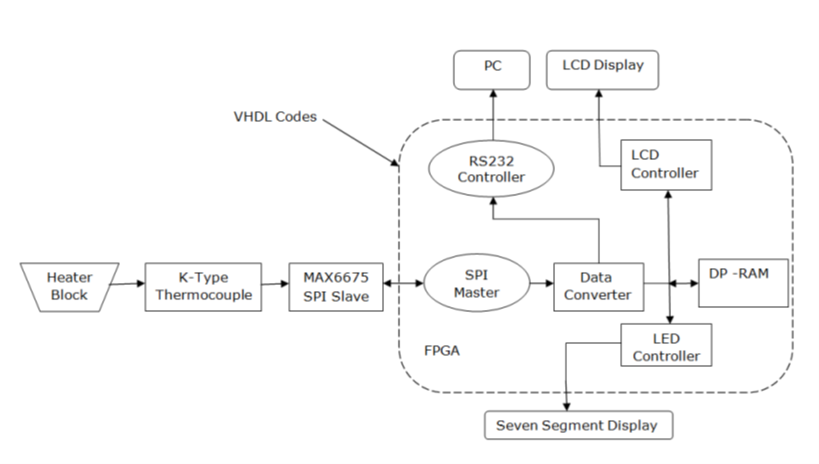 PC
LCD Display
VHDL Codes
RS232
Controller
LCD
Controller
Heater
Block
K-Type
Thermocouple
MAX6675
SPI Slave
SPI
Master
Data
Converter
DP -RAM
FPGA
LED
Controller
Seven Segment Display